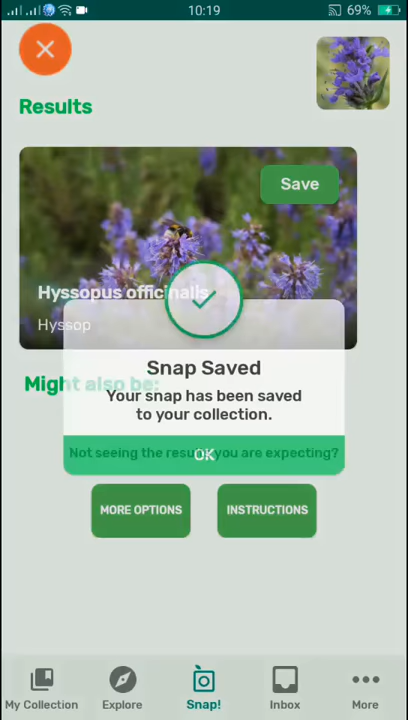 10:19
69%
Results
Save
Hyssopus officinalis
Hyssop
Might also be:
Snap Saved
Your snap has been saved
to your collection.
Not seeing the result you are expecting?
OK
MORE OPTIONS
INSTRUCTIONS
My Collection
Explore
Snap!
Inbox
More